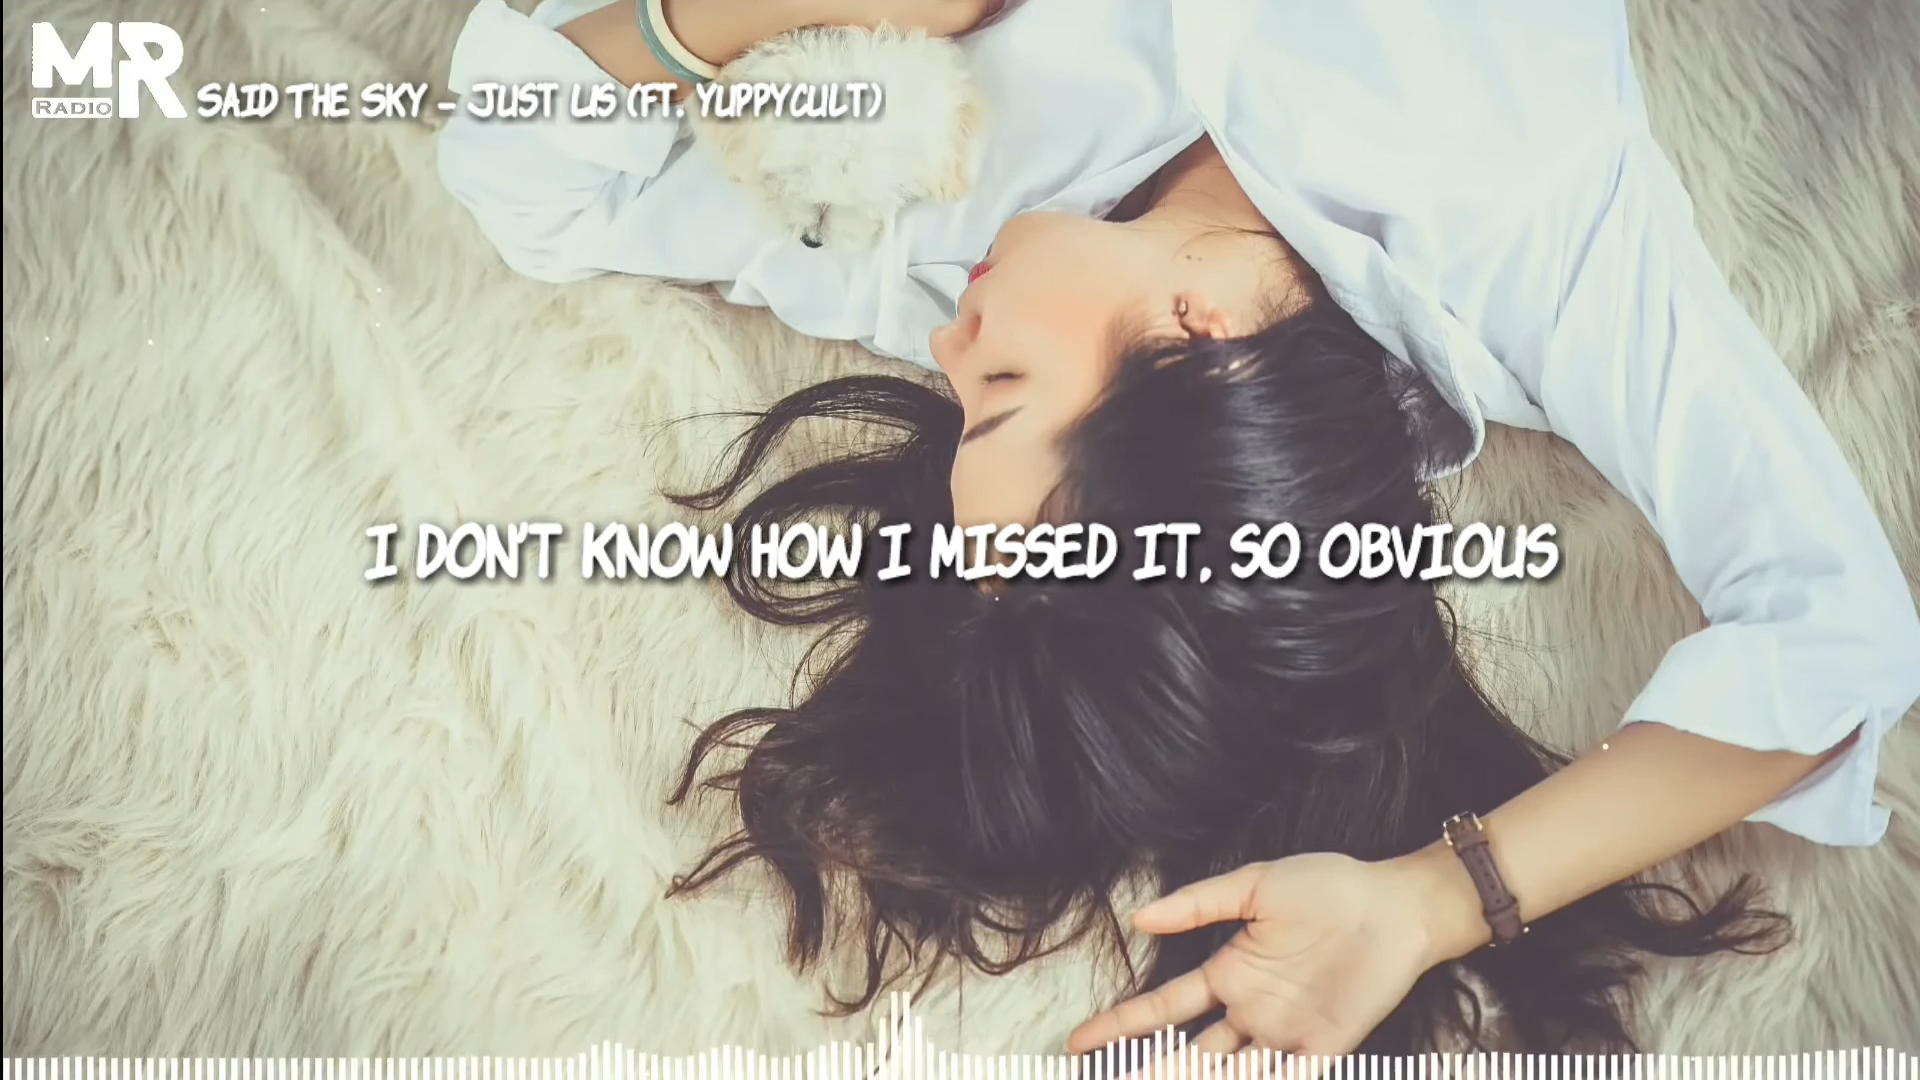 MR
RADIO
SAID THE SKY - JUST US (FT. YUPPYCULT)
I DON'T KNOW HOW I MISSED IT, SO OBVIOUS